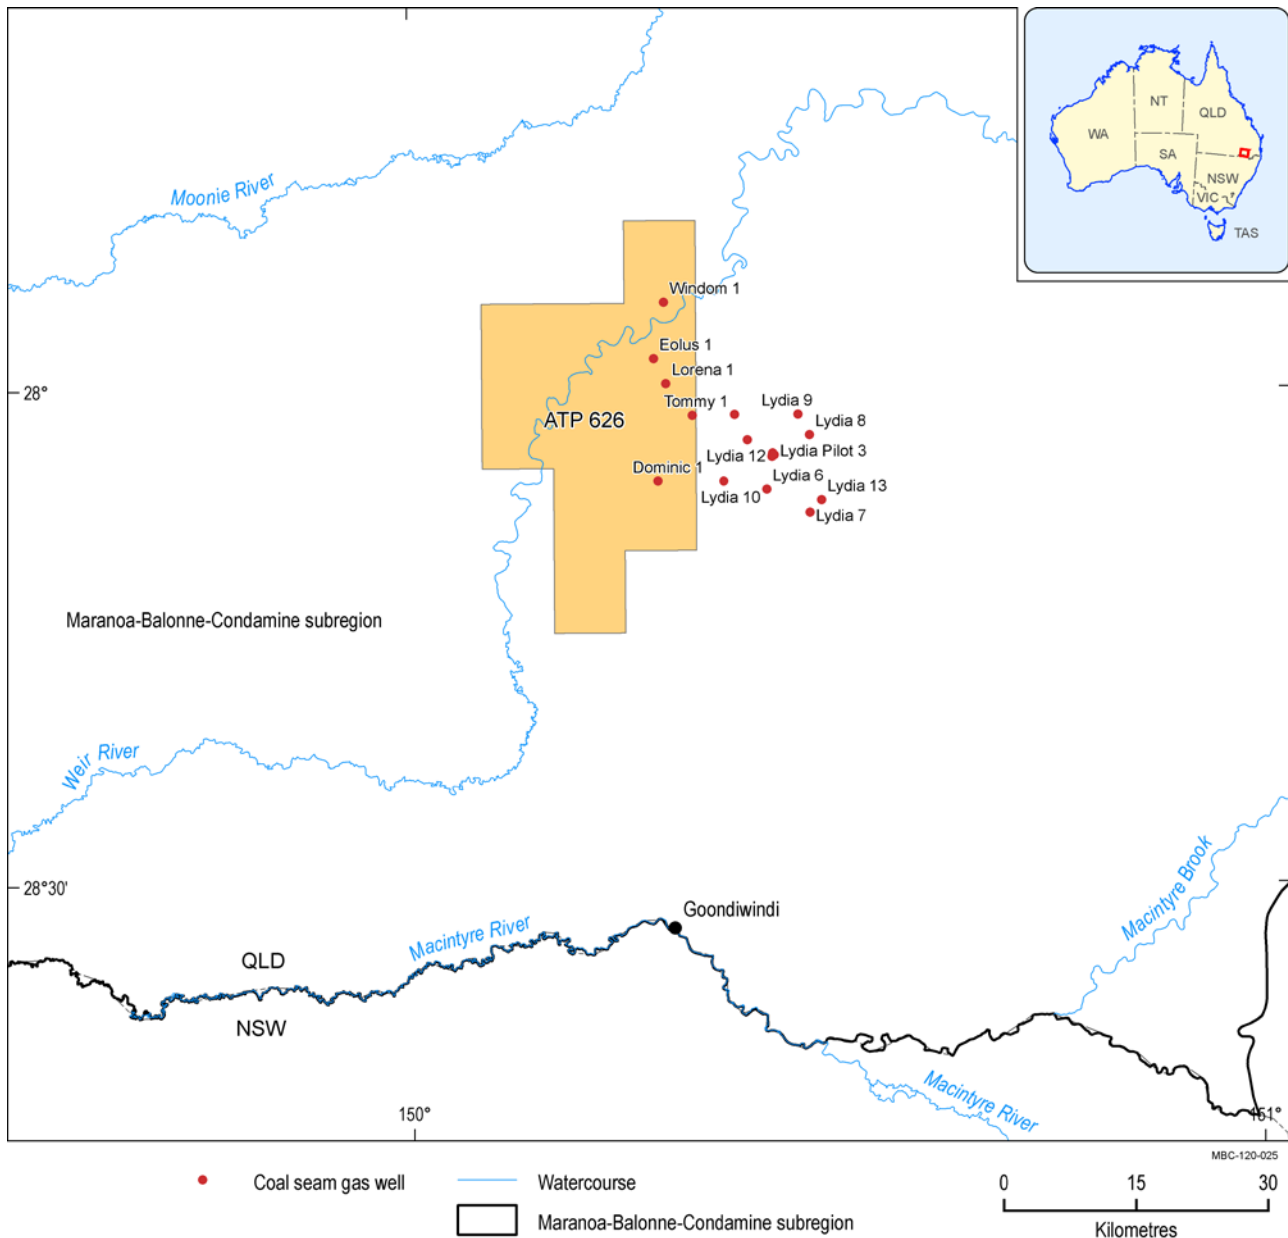 NT
QLD
WA
SA
NSW
VIC
TAS
Moonie River
Windom 1
Eolus 1
Lorena 1
28°
Tommy 1
Lydia 9
ATP 626
Lydia 8
Lydia 12
Lydia Pilot 3
Dominic 1
Lydia 6
Lydia 10
Lydia 13
Lydia 7
Maranoa-Balonne-Condamine subregion
Weir River
28°30'
Goondiwindi
Macintyre Brook
Macintyre River
QLD
NSW
Macintyre River
150°
151°
MBC-120-025
Coal seam gas well
Watercourse
Maranoa-Balonne-Condamine subregion
0 15 30
Kilometres